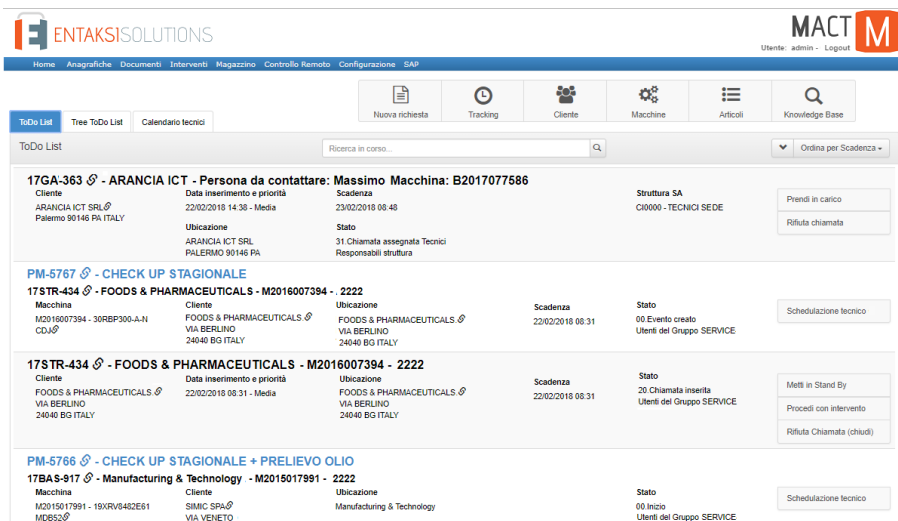 ENTAKSISOLUTIONS
MACT M
Utente: admin - Logout
Home Anagrafiche Documenti Interventi Magazzino Controllo Remoto Configurazione SAP
Nuova richiesta Tracking Cliente Macchine Articoli Knowledge Base
ToDo List Tree ToDo List Calendario tecnici
ToDo List Ricerca in corso... Ordina per Scadenza
17GA-363 - ARANCIA ICT - Persona da contattare: Massimo Macchina: B2017077586
Cliente Data inserimento e priorità Scadenza Struttura SA
ARANCIA ICT SRL 22/02/2018 14:38 - Media 23/02/2018 08:48 CI0000 - TECNICI SEDE Prendi in carico
Palermo 90146 PA ITALY
Rifiuta chiamata
Ubicazione Stato
ARANCIA ICT SRL 31.Chiamata assegnata Tecnici
PALERMO 90146 PA Responsabili struttura
PM-5767 - CHECK UP STAGIONALE
17STR-434 - FOODS & PHARMACEUTICALS - M2016007394 - . 2222
Macchina Cliente Ubicazione Scadenza Stato
M2016007394 - 30RBP300-A-N FOODS & PHARMACEUTICALS. FOODS & PHARMACEUTICALS. 22/02/2018 08:31 00.Evento creato Schedulazione tecnico
CDJ VIA BERLINO VIA BERLINO Utenti del Gruppo SERVICE
24040 BG ITALY 24040 BG ITALY
17STR-434 - FOODS & PHARMACEUTICALS - M2016007394 - 2222
Cliente Data inserimento e priorità Ubicazione Scadenza Stato
FOODS & PHARMACEUTICALS. 22/02/2018 08:31 - Media FOODS & PHARMACEUTICALS. 22/02/2018 08:31 20.Chiamata inserita Metti in Stand By
VIA BERLINO VIA BERLINO Utenti del Gruppo SERVICE
24040 BG ITALY 24040 BG ITALY Procedi con intervento
Rifiuta Chiamata (chiudi)
PM-5766 - CHECK UP STAGIONALE + PRELIEVO OLIO
17BAS-917 - Manufacturing & Technology - M2015017991 - 2222
Macchina Cliente Ubicazione Stato
M2015017991 - 19XRV8482E61 SIMIC SPA Manufacturing & Technology 00.Inizio Schedulazione tecnico
MDB52 VIA VENETO Utenti del Gruppo SERVICE